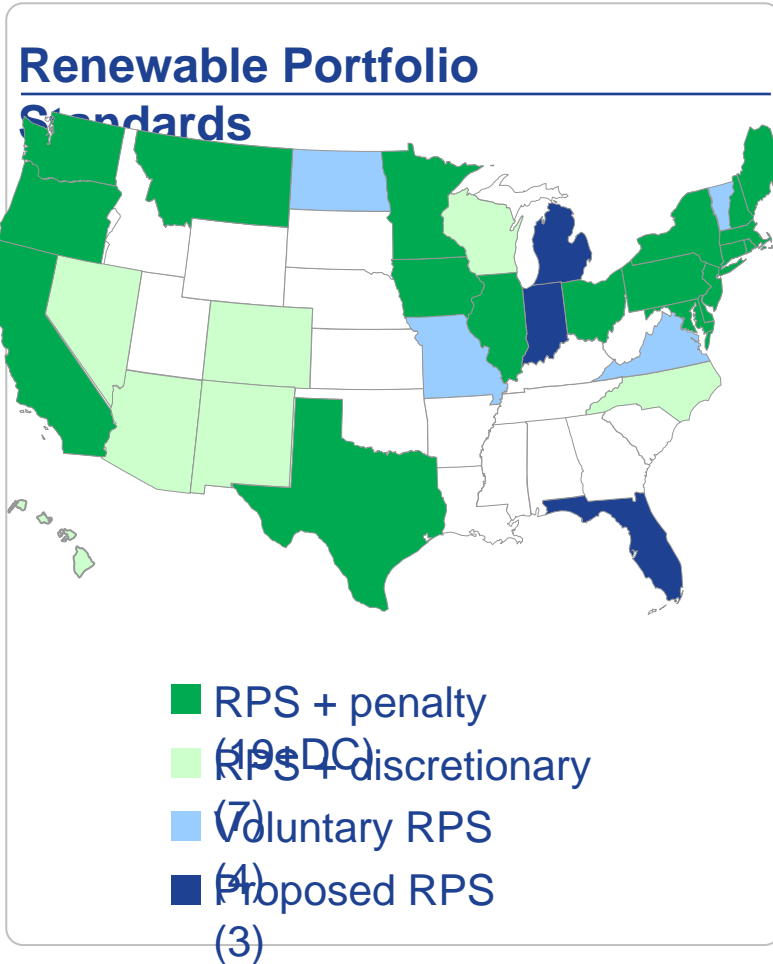 Renewable Portfolio
Standards
RPS + penalty
(19+DC)
RPS + discretionary
(7)
Voluntary RPS
(4)
Proposed RPS
(3)